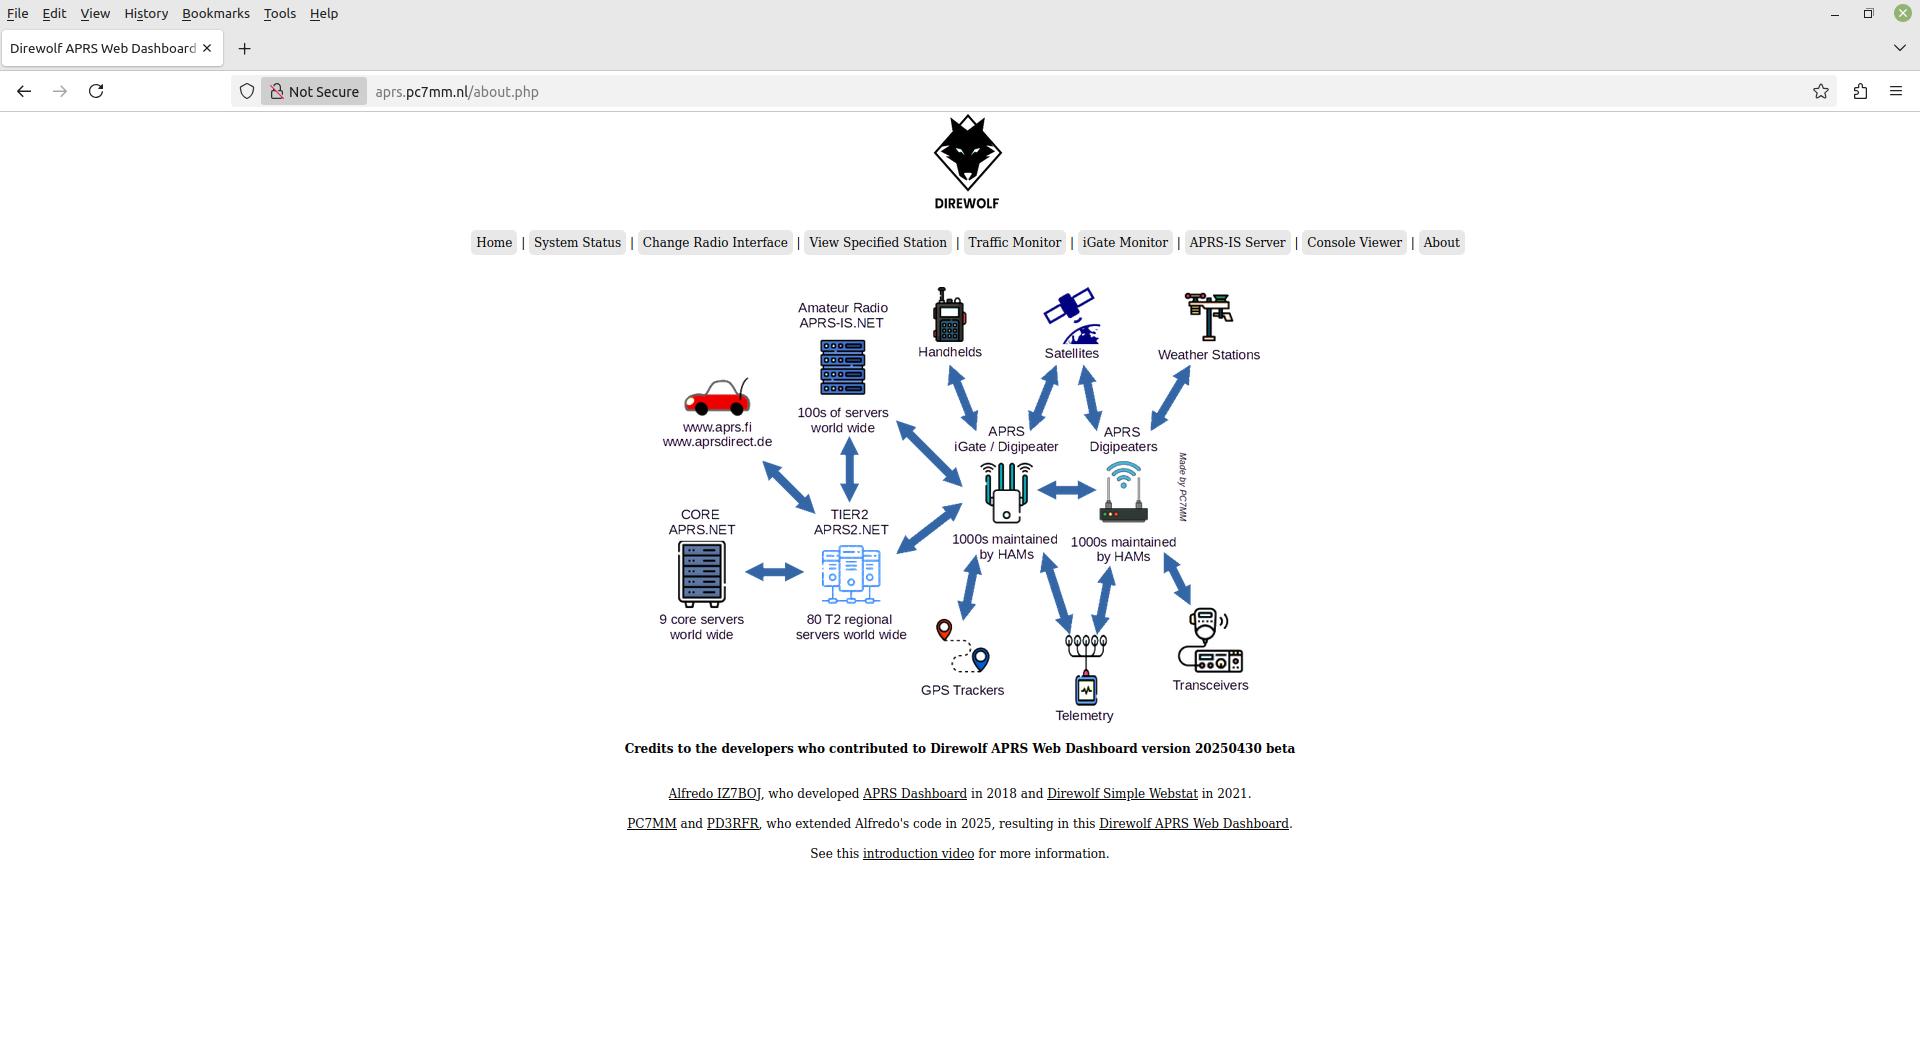 File Edit View History Bookmarks Tools Help
Direwolf APRS Web Dashboard
Not Secure aprs.pc7mm.nl/about.php
DIREWOLF
Home | System Status | Change Radio Interface | View Specified Station | Traffic Monitor | iGate Monitor | APRS-IS Server | Console Viewer | About
Amateur Radio
APRS-IS.NET
100s of servers
world wide
Handhelds
Satellites
Weather Stations
www.aprs.fi
www.aprsdirect.de
APRS
iGate / Digipeater
APRS
Digipeaters
Made by PC7MM
CORE
APRS.NET
TIER2
APRS2.NET
1000s maintained
by HAMs
1000s maintained
by HAMs
9 core servers
world wide
80 T2 regional
servers world wide
GPS Trackers
Telemetry
Transceivers
Credits to the developers who contributed to Direwolf APRS Web Dashboard version 20250430 beta
Alfredo IZ7BOJ, who developed APRS Dashboard in 2018 and Direwolf Simple Webstat in 2021.
PC7MM and PD3RFR, who extended Alfredo's code in 2025, resulting in this Direwolf APRS Web Dashboard.
See this introduction video for more information.